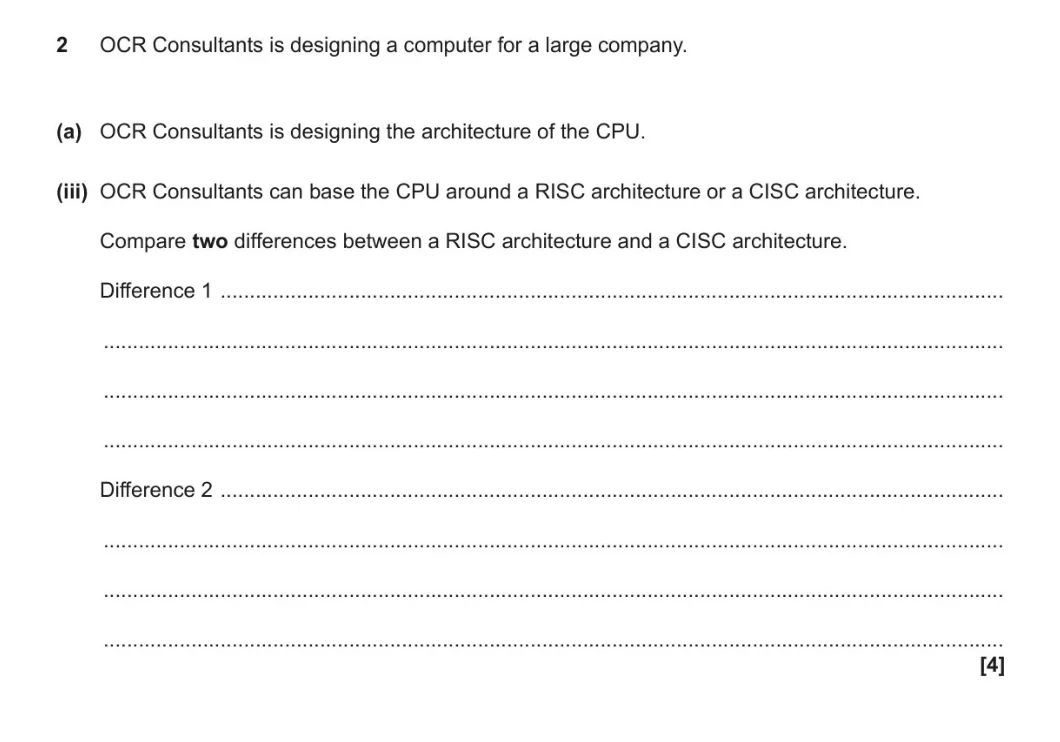 2 OCR Consultants is designing a computer for a large company.
(a) OCR Consultants is designing the architecture of the CPU.
(iii) OCR Consultants can base the CPU around a RISC architecture or a CISC architecture.
Compare two differences between a RISC architecture and a CISC architecture.
Difference 1 ....................................................................................................
....................................................................................................
....................................................................................................
....................................................................................................
Difference 2 ....................................................................................................
....................................................................................................
....................................................................................................
....................................................................................................
[4]